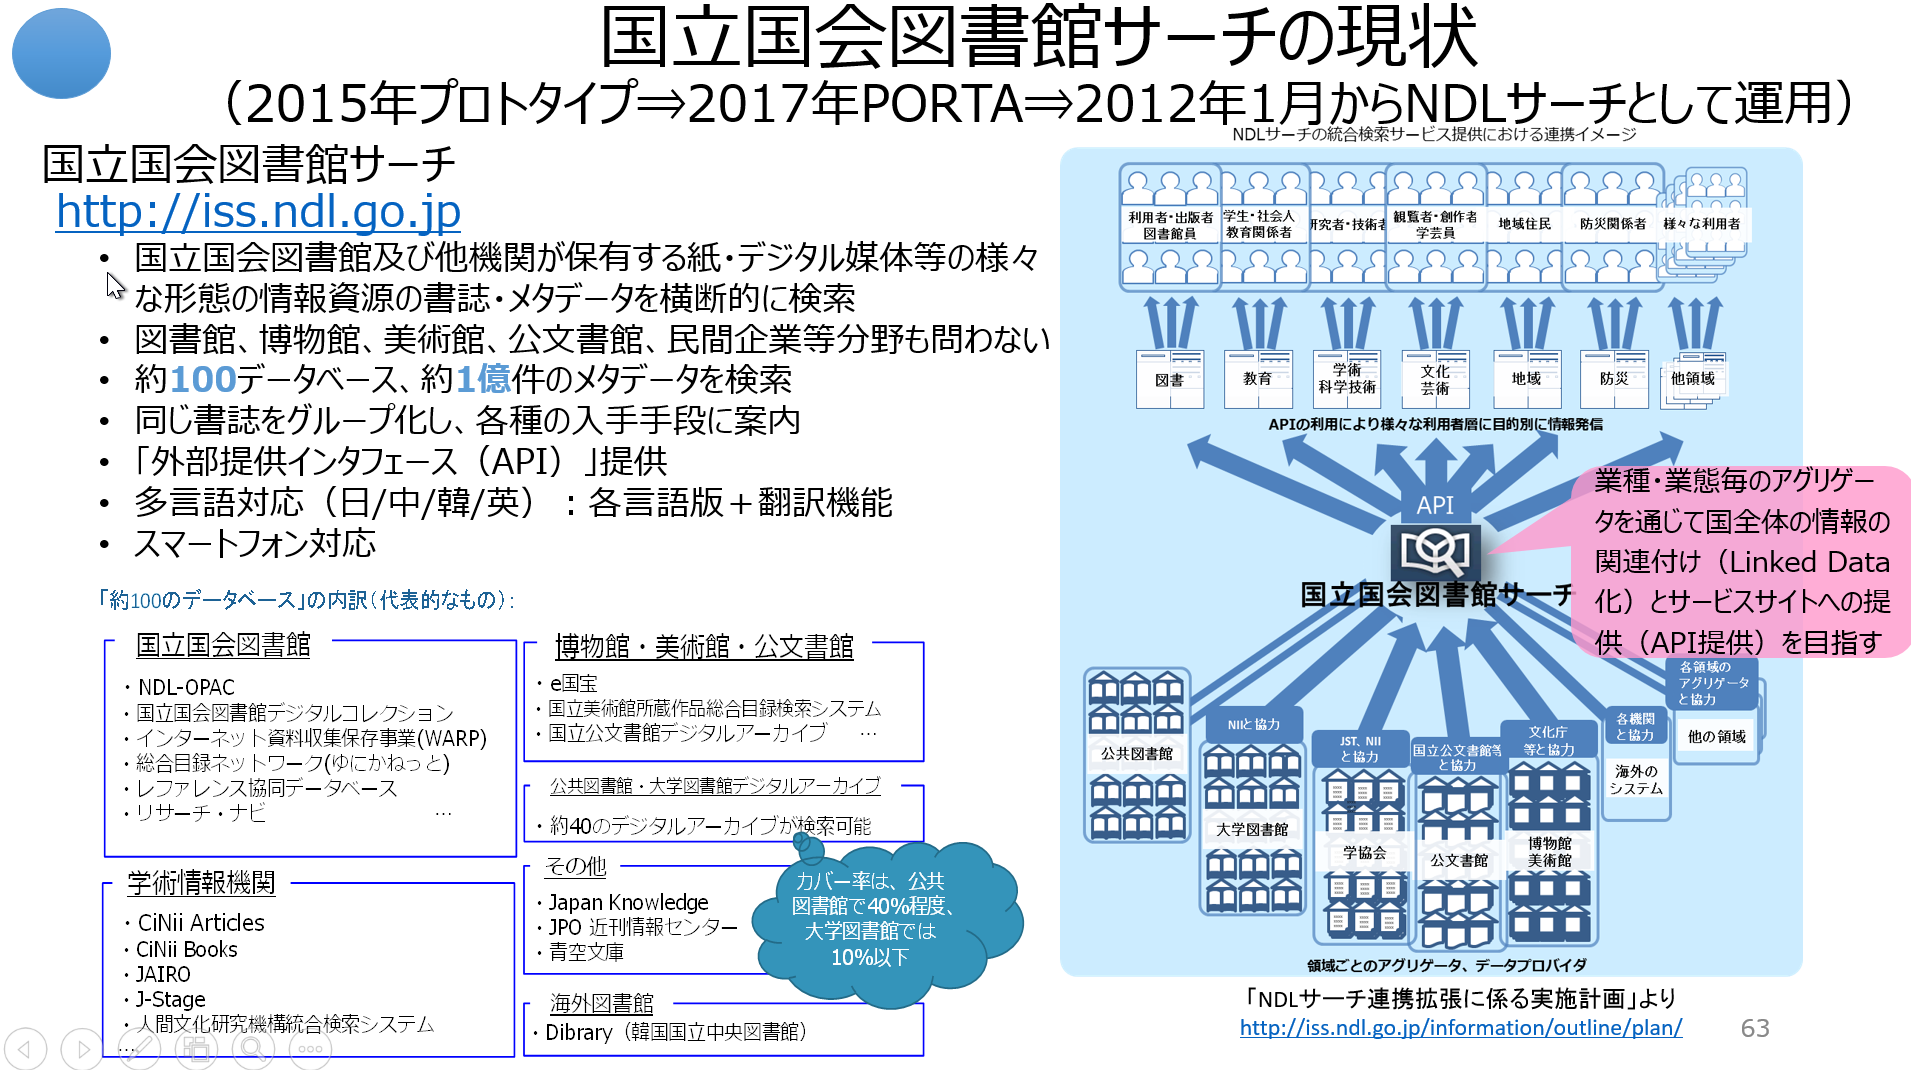 国立国会図書館サーチの現状
（2015年プロトタイプ⇒2017年PORTA⇒2012年1月からNDLサーチとして運用）
国立国会図書館サーチ
http://iss.ndl.go.jp
• 国立国会図書館及び他機関が保有する紙・デジタル媒体等の様々
な形態の情報資源の書誌・メタデータを横断的に検索
• 図書館、博物館、美術館、公文書館、民間企業等分野も問わない
• 約100データベース、約1億件のメタデータを検索
• 同じ書誌をグループ化し、各種の入手手段に案内
• 「外部提供インタフェース（API）」提供
• 多言語対応（日/中/韓/英）：各言語版＋翻訳機能
• スマートフォン対応
「約100のデータベース」の内訳（代表的なもの）：
国立国会図書館
・NDL-OPAC
・国立国会図書館デジタルコレクション
・インターネット資料収集保存事業(WARP)
・総合目録ネットワーク(ゆにかねっと)
・レファレンス協同データベース
・リサーチ・ナビ …
学術情報機関
・CiNii Articles
・CiNii Books
・JAIRO
・J-Stage
・人間文化研究機構統合検索システム
…
博物館・美術館・公文書館
・e国宝
・国立美術館所蔵作品総合目録検索システム
・国立公文書館デジタルアーカイブ …
公共図書館・大学図書館デジタルアーカイブ
・約40のデジタルアーカイブが検索可能
その他
・Japan Knowledge
・JPO 近刊情報センター
・青空文庫
海外図書館
・Dibrary（韓国国立中央図書館）
カバー率は、公共
図書館で40%程度、
大学図書館では
10%以下
NDLサーチの統合検索サービス提供における連携イメージ
利用者・出版者
図書館員
学生・社会人
教育関係者
研究者・技術者
観覧者・創作者
学芸員
地域住民
防災関係者
様々な利用者
図書
教育
学術
科学技術
文化
芸術
地域
防災
他領域
APIの利用により様々な利用者層に目的別に情報発信
API
国立国会図書館サーチ
業種・業態毎のアグリゲー
タを通じて国全体の情報の
関連付け（Linked Data
化）とサービスサイトへの提
供（API提供）を目指す
公共図書館
NIIと協力
大学図書館
JST、NII
と協力
学協会
国立公文書館等
と協力
公文書館
文化庁
等と協力
博物館
美術館
各機関
と協力
海外の
システム
各領域の
アグリゲータ
と協力
他の領域
領域ごとのアグリゲータ、データプロバイダ
「NDLサーチ連携拡張に係る実施計画」より
http://iss.ndl.go.jp/information/outline/plan/
63